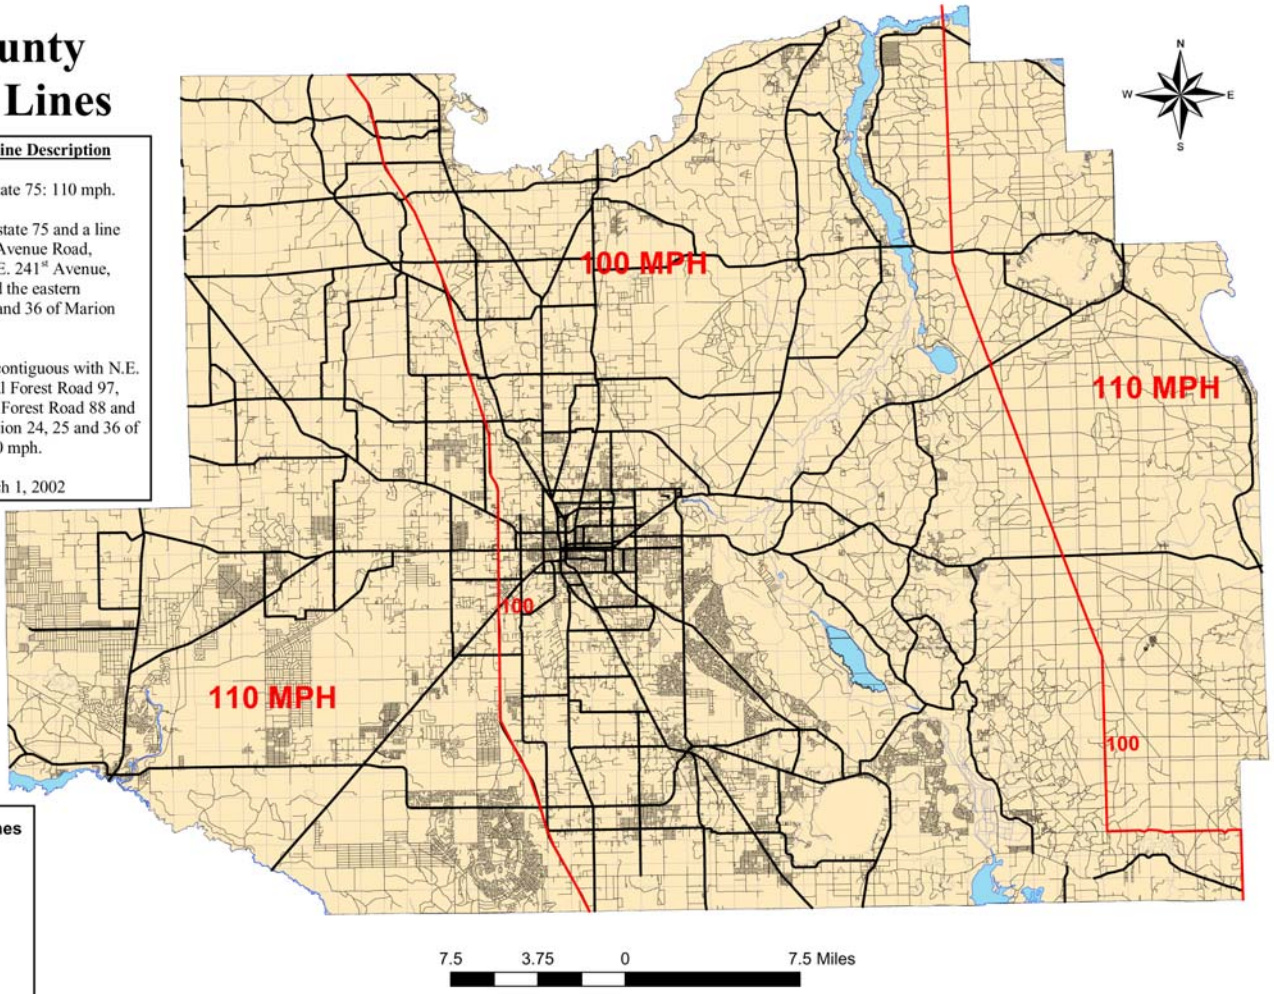 ounty
Lines
ine Description
ate 75: 110 mph.
state 75 and a line
Avenue Road,
E. 241st Avenue,
d the eastern
and 36 of Marion
contiguous with N.E.
l Forest Road 97,
Forest Road 88 and
ion 24, 25 and 36 of
0 mph.
ch 1, 2002
N
W E
S
100 MPH
110 MPH
100
110 MPH
100
nes
7.5 3.75 0 7.5 Miles